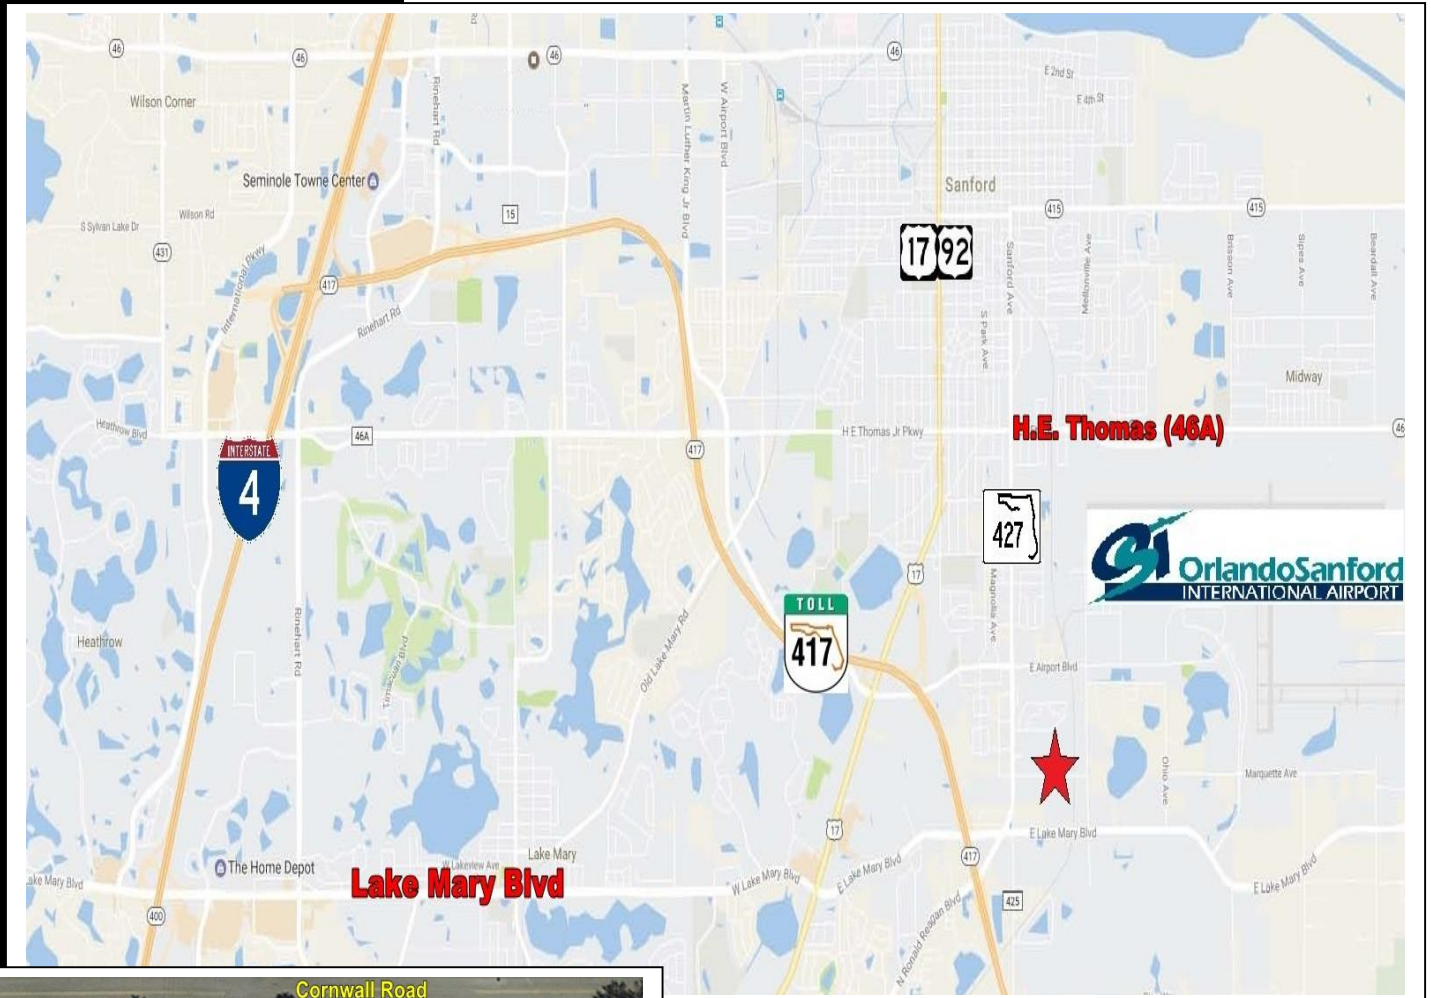 Rd
46
46
46
46
E 2nd St
Wilson Corner
E 4th St
Rinehart Rd
Martin Luther King Jr Blvd
W Airport Blvd
Seminole Towne Center
Sanford
Wilson Rd
15
415
415
S Sylvan Lake Dr
431
17 92
International Pkwy
Sanford Ave
Mellonville Ave
Brisson Ave
Sipes Ave
Beardall Ave
417
Rinehart Rd
S Park Ave
Midway
Heathrow Blvd
46A
H E Thomas Jr Pkwy
H.E. Thomas (46A)
46
417
INTERSTATE
4
427
OrlandoSanford
INTERNATIONAL AIRPORT
17
Magnolia Ave
TOLL
417
Heathrow
Rinehart Rd
Timacuan Blvd
Old Lake Mary Rd
E Airport Blvd
Ohio Ave
Marquette Ave
17
E Lake Mary Blvd
417
The Home Depot
W Lakeview Ave
Lake Mary
Lake Mary Blvd
ake Mary Blvd
W Lake Mary Blvd
E Lake Mary Blvd
E Lake Mary Blvd
400
425
N Ronald Reagan Blvd
Cornwall Road